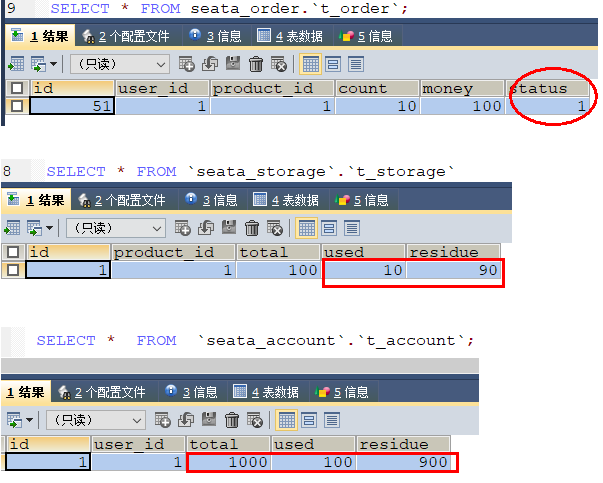 9 SELECT * FROM seata_order.`t_order`;
1 结果 2 个配置文件 3 信息 4 表数据 5 信息
(只读)
id user_id product_id count money status
51 1 1 10 100 1
8 SELECT * FROM `seata_storage`.`t_storage`
1 结果 2 个配置文件 3 信息 4 表数据 5 信息
(只读)
id product_id total used residue
1 1 100 10 90
SELECT * FROM `seata_account`.`t_account`;
1 结果 2 个配置文件 3 信息 4 表数据 5 信息
(只读)
id user_id total used residue
1 1 1000 100 900